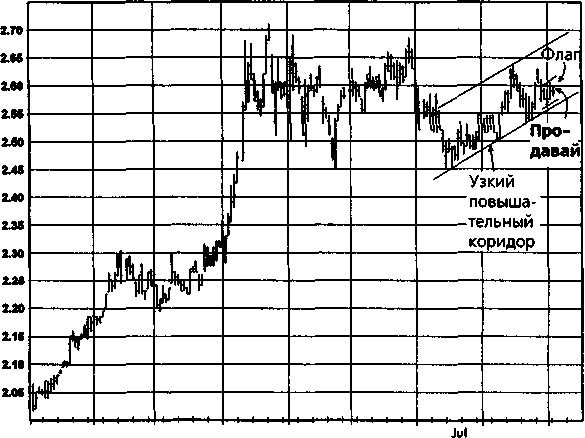 2.70
2.65
2.60
2.55
2.50
2.45
2.40
2.35
2.30
2.25
2.20
2.15
2.10
2.05
Флаг
Про-
давай
Узкий
повыша-
тельный
коридор
Jul